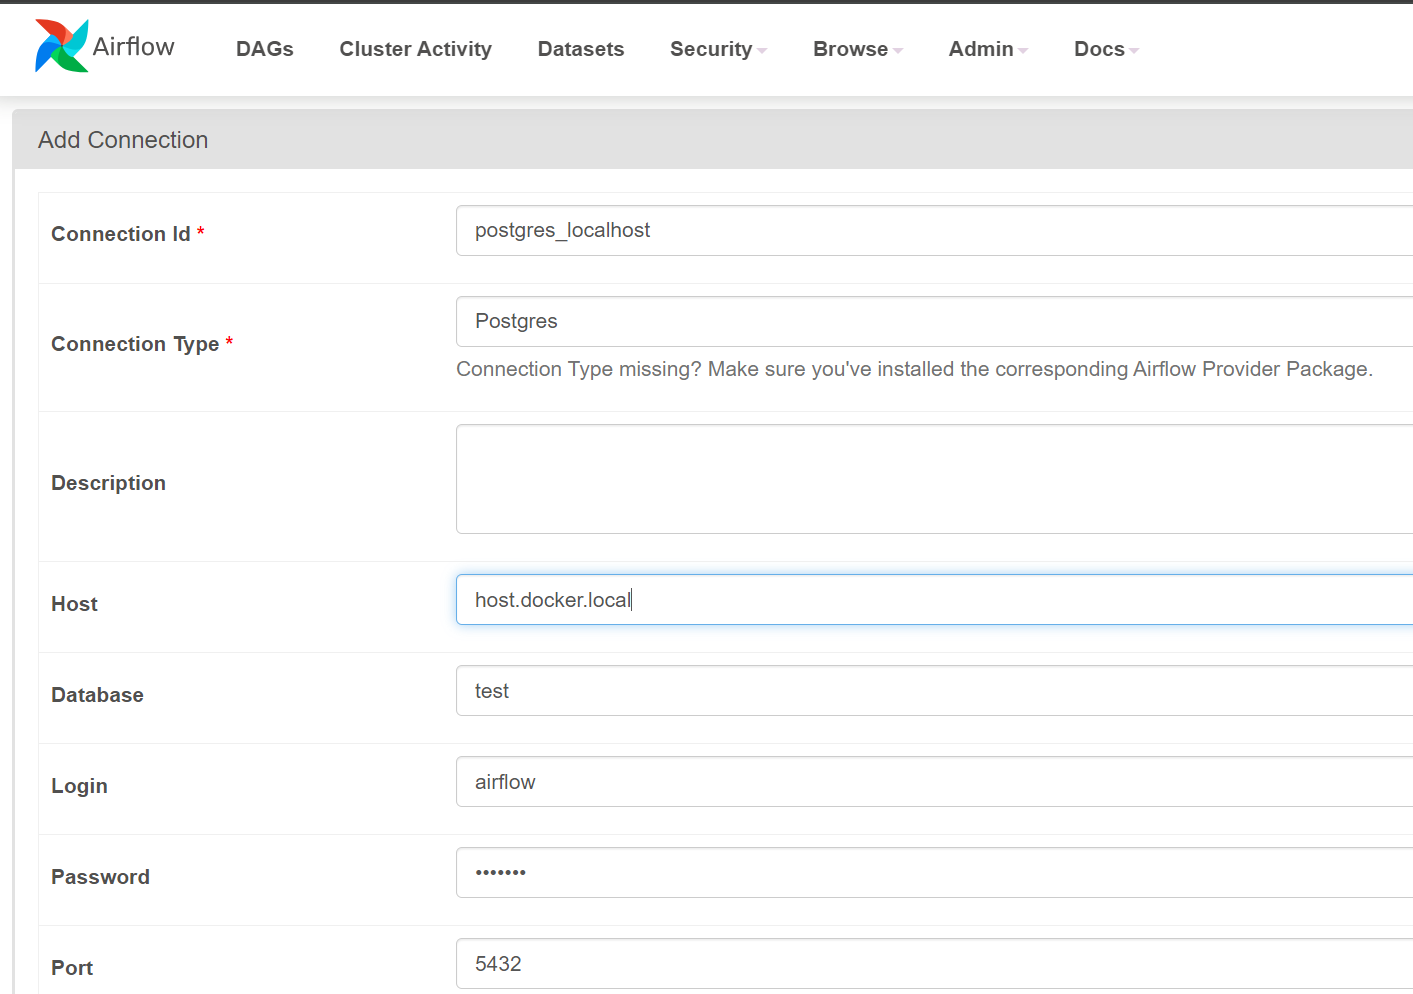 Airflow DAGs Cluster Activity Datasets Security Browse Admin Docs
Add Connection
Connection Id * postgres_localhost
Connection Type * Postgres
Connection Type missing? Make sure you've installed the corresponding Airflow Provider Package.
Description
Host host.docker.local
Database test
Login airflow
Password •••••••
Port 5432